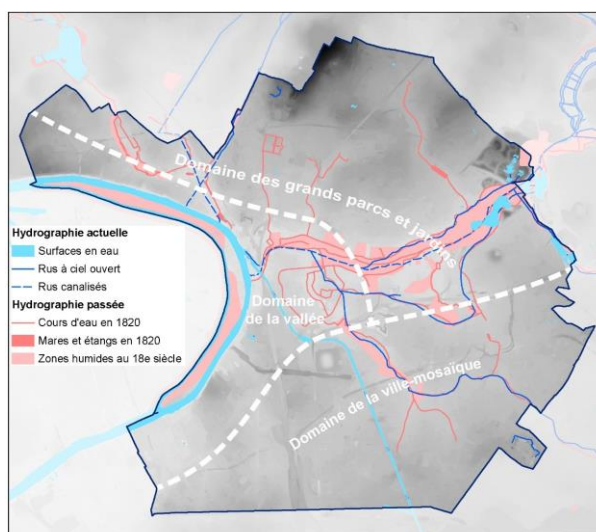 Domaine des grands parcs et jardins
Hydrographie actuelle
Surfaces en eau
Rus à ciel ouvert
Rus canalisés
Hydrographie passée
Cours d'eau en 1820
Mares et étangs en 1820
Zones humides au 18e siècle
Domaine
de la vallée
Domaine de la ville-mosaïque